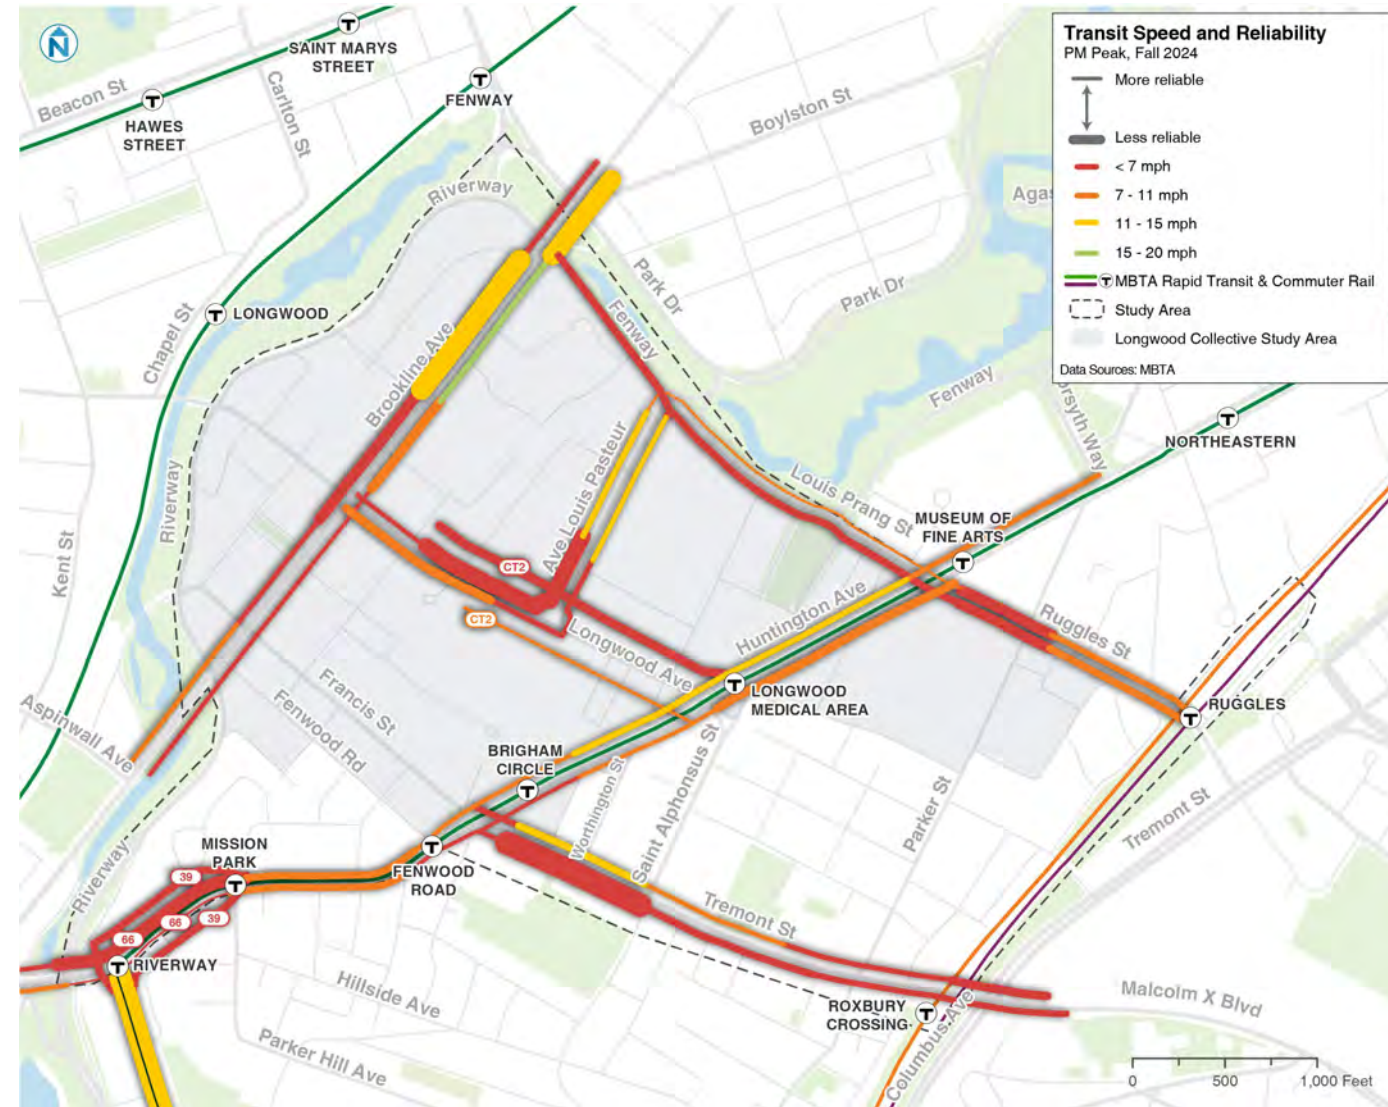 N
SAINT MARYS
STREET
Beacon St
HAWES
STREET
Carlton St
FENWAY
Boylston St
Riverway
Transit Speed and Reliability
PM Peak, Fall 2024
More reliable
Less reliable
< 7 mph
7 - 11 mph
11 - 15 mph
15 - 20 mph
T MBTA Rapid Transit & Commuter Rail
Study Area
Longwood Collective Study Area
Data Sources: MBTA
Agas
Park Dr
Park Dr
LONGWOOD
Chapel St
Fenway
Fenway
Brookline Ave
orsyth Way
NORTHEASTERN
Riverway
Ave Louis Pasteur
Louis Prang St
MUSEUM OF
FINE ARTS
Kent St
CT2
CT2
Huntington Ave
Ruggles St
Longwood Ave
LONGWOOD
MEDICAL AREA
RUGGLES
Francis St
Fenwood Rd
Aspinwall Ave
BRIGHAM
CIRCLE
Worthington St
Saint Alphonsus St
Parker St
Tremont St
MISSION
PARK
FENWOOD
ROAD
39
66
39
66
Riverway
RIVERWAY
Tremont St
Hillside Ave
Parker Hill Ave
ROXBURY
CROSSING
Columbus Ave
Malcolm X Blvd
0 500 1,000 Feet